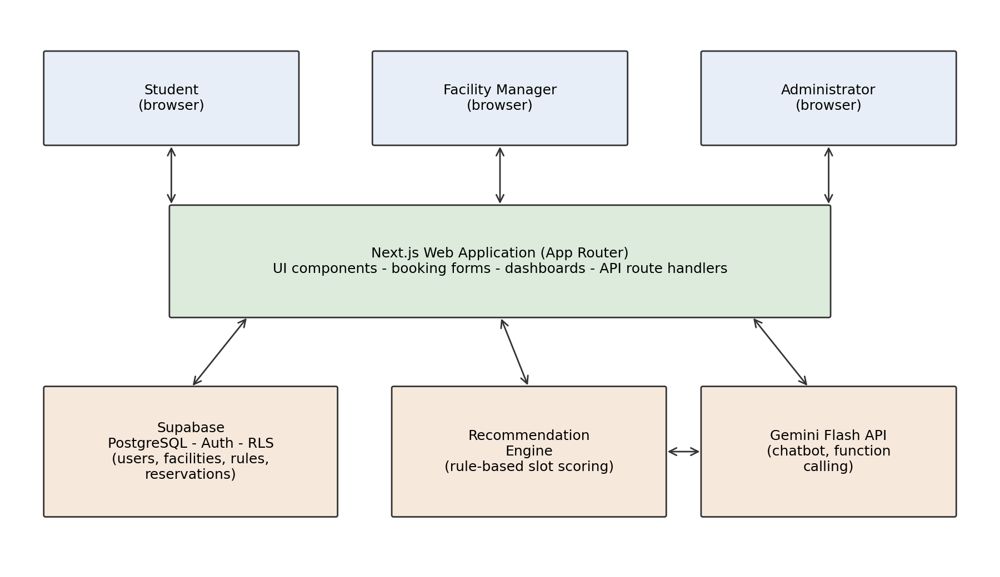 Student
(browser)
Facility Manager
(browser)
Administrator
(browser)
Next.js Web Application (App Router)
UI components - booking forms - dashboards - API route handlers
Supabase
PostgreSQL - Auth - RLS
(users, facilities, rules,
reservations)
Recommendation
Engine
(rule-based slot scoring)
Gemini Flash API
(chatbot, function
calling)